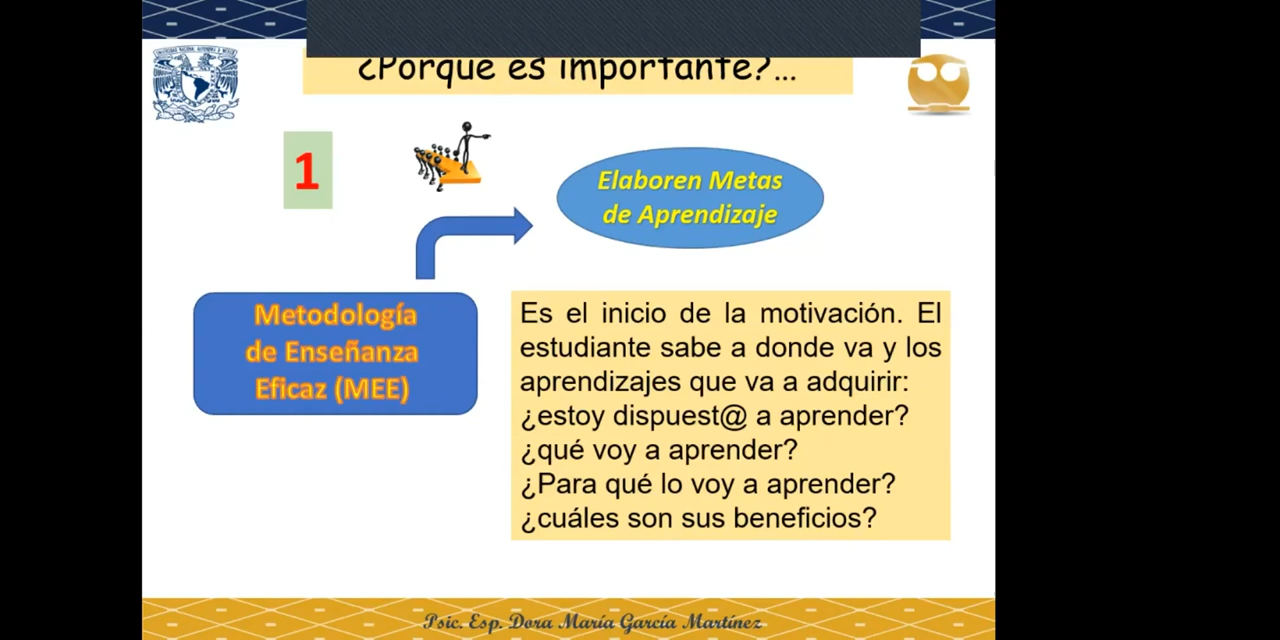 ¿Porque es importante?...
1
Elaboren Metas
de Aprendizaje
Metodología
de Enseñanza
Eficaz (MEE)
Es el inicio de la motivación. El
estudiante sabe a donde va y los
aprendizajes que va a adquirir:
¿estoy dispuest@ a aprender?
¿qué voy a aprender?
¿Para qué lo voy a aprender?
¿cuáles son sus beneficios?
Psic. Esp. Dora María García Martínez